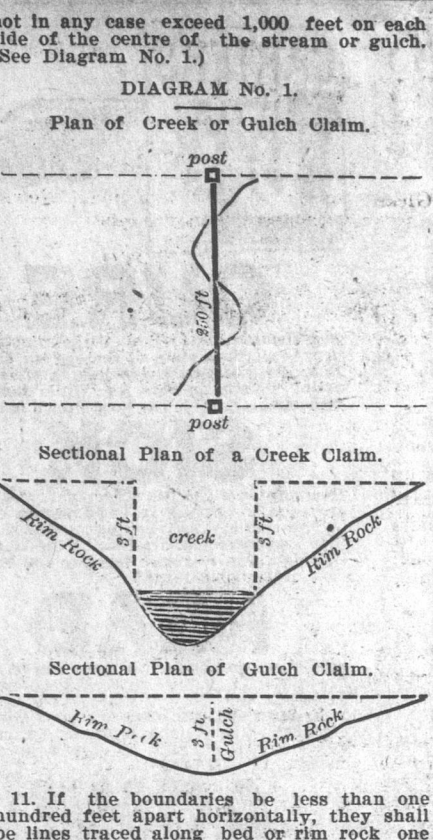 not in any case exceed 1,000 feet on each
ide of the centre of the stream or gulch.
(See Diagram No. 1.)
DIAGRAM No. 1.
Plan of Creek or Gulch Claim.
post
250 ft
post
Sectional Plan of a Creek Claim.
Rim Rock
3 ft
creek
3 ft
Rim Rock
Sectional Plan of Gulch Claim.
Rim
3 ft.
Gulch
Rim Rock
11. If the boundaries be less than one
hundred feet apart horizontally, they shall
be lines traced along bed or rim rock one